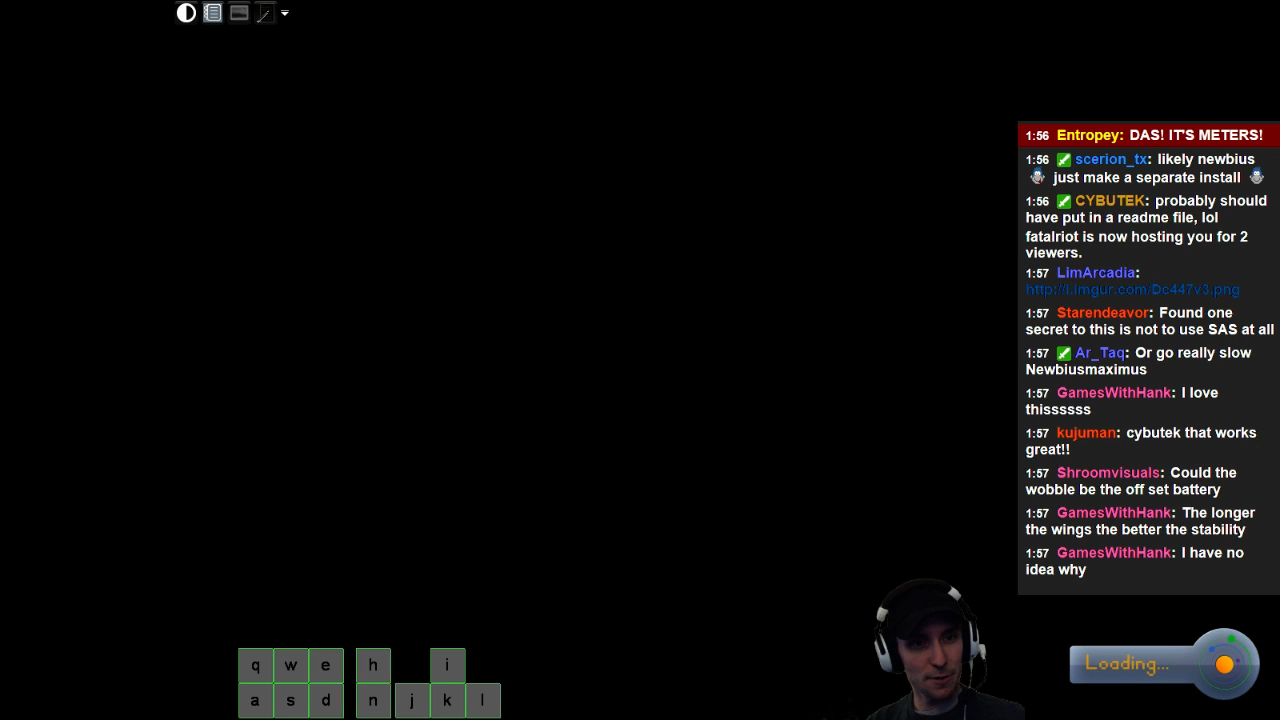 1:56 Entropey: DAS! IT'S METERS!
1:56 scerion_tx: likely newbius
just make a separate install
1:56 CYBUTEK: probably should
have put in a readme file, lol
fatalriot is now hosting you for 2
viewers.
1:57 LimArcadia:
http://i.imgur.com/Dc447v3.png
1:57 Starendeavor: Found one
secret to this is not to use SAS at all
1:57 Ar_Taq: Or go really slow
Newbiusmaximus
1:57 GamesWithHank: I love
thissssss
1:57 kujuman: cybutek that works
great!!
1:57 Shroomvisuals: Could the
wobble be the off set battery
1:57 GamesWithHank: The longer
the wings the better the stability
1:57 GamesWithHank: I have no
idea why
q w e h i
a s d n j k l
Loading...